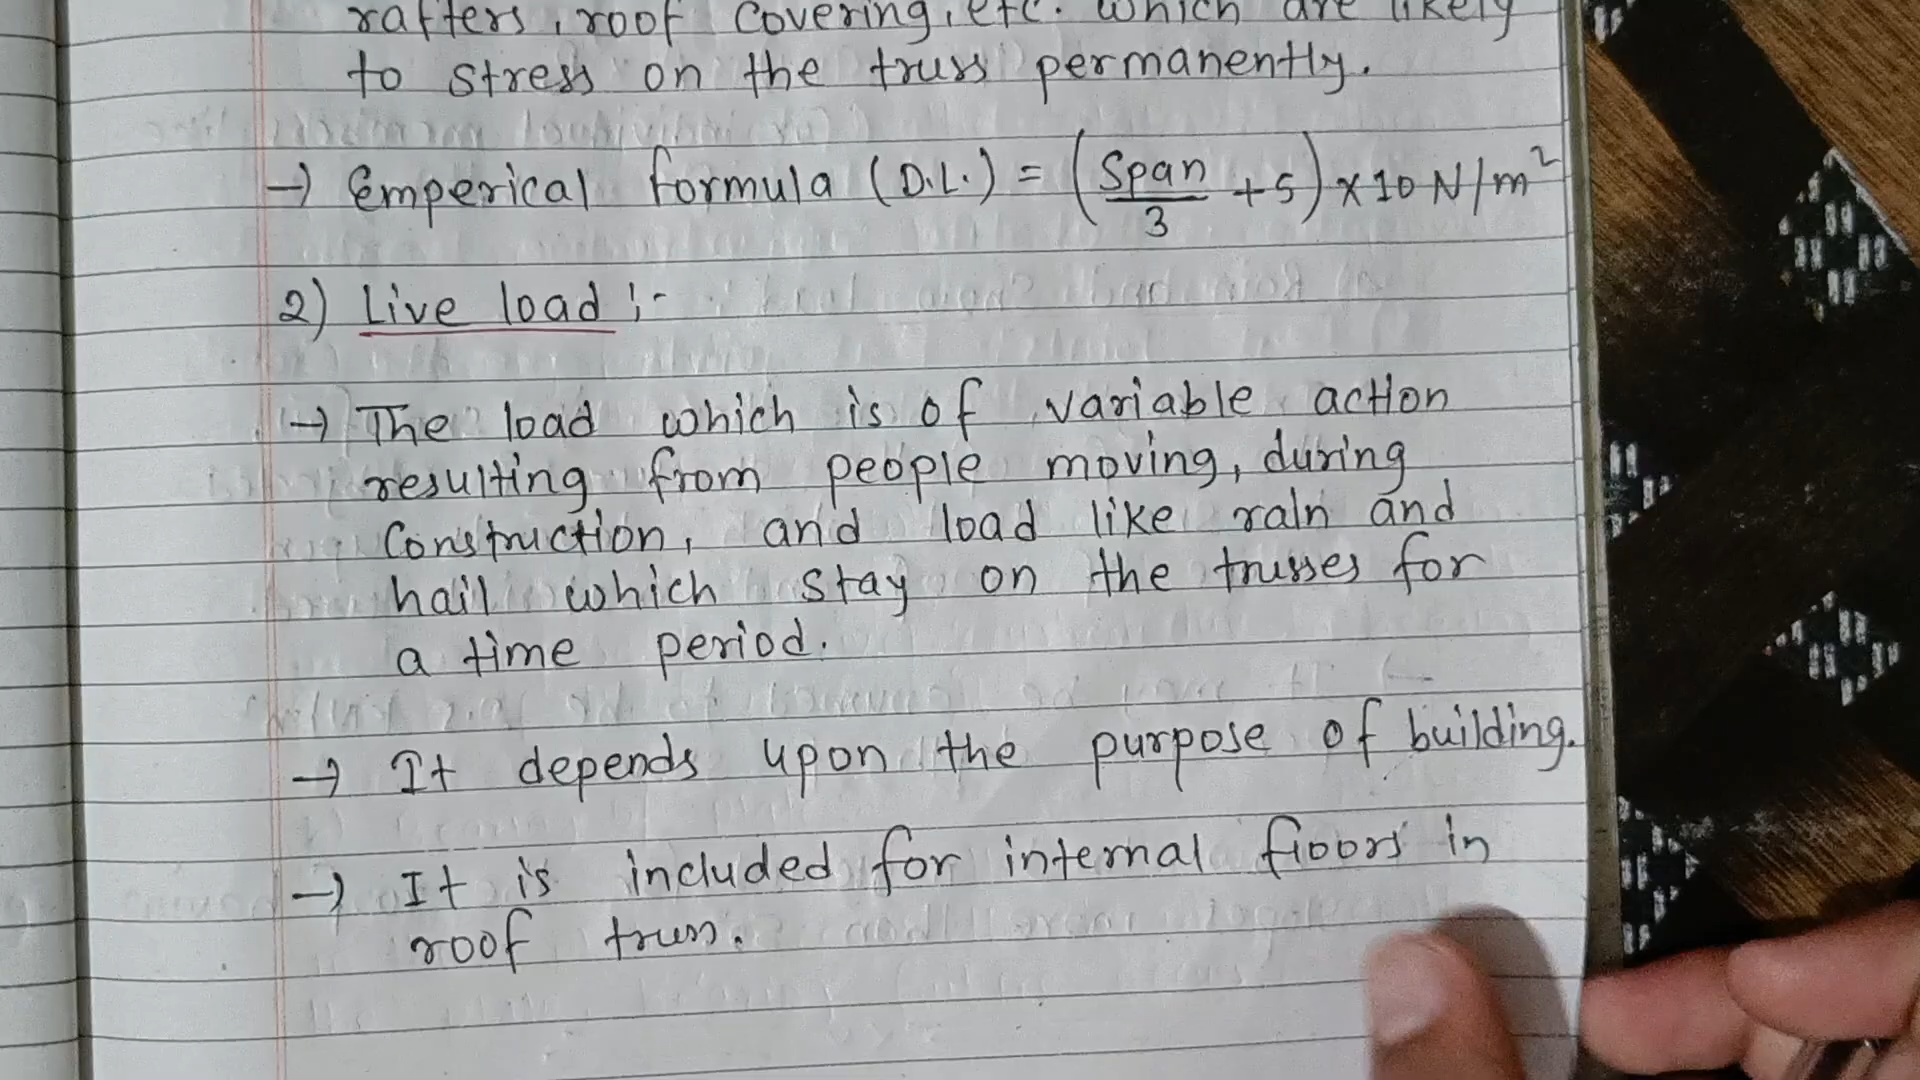 rafters, roof covering, etc. which are likely
to stress on the truss permanently.
→ Emperical formula (D.L.) = (Span/3 + 5) × 10 N/m²
2) Live load :-
→ The load which is of variable action
resulting from people moving, during
Construction, and load like rain and
hail which stay on the trusses for
a time period.
→ It depends upon the purpose of building.
→ It is included for internal floors in
roof truss.